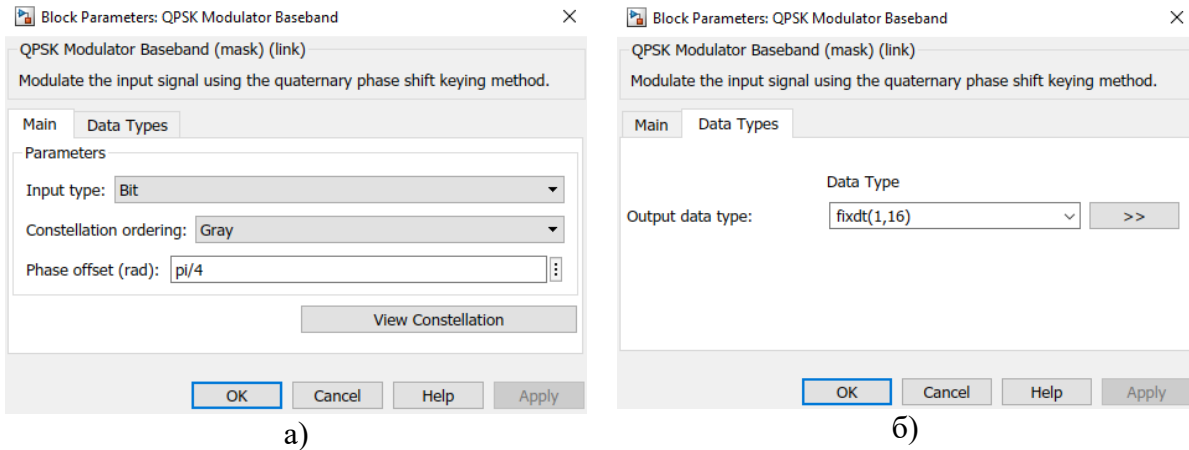 Block Parameters: QPSK Modulator Baseband
QPSK Modulator Baseband (mask) (link)
Modulate the input signal using the quaternary phase shift keying method.
Main Data Types
Parameters
Input type: Bit
Constellation ordering: Gray
Phase offset (rad): pi/4
View Constellation
OK Cancel Help Apply
а)
Block Parameters: QPSK Modulator Baseband
QPSK Modulator Baseband (mask) (link)
Modulate the input signal using the quaternary phase shift keying method.
Main Data Types
Data Type
Output data type: fixdt(1,16) >>
OK Cancel Help Apply
б)